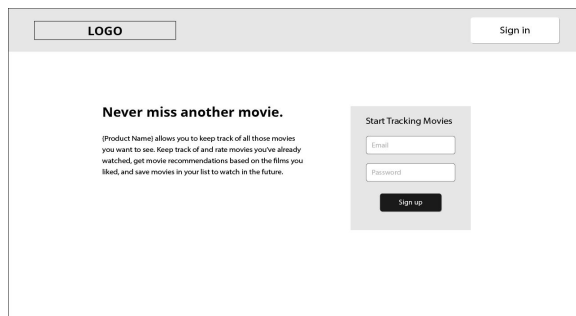 LOGO
Sign in
Never miss another movie.
(Product Name) allows you to keep track of all those movies
you want to see. Keep track of and rate movies you've already
watched, get movie recommendations based on the films you
liked, and save movies in your list to watch in the future.
Start Tracking Movies
Email
Password
Sign up